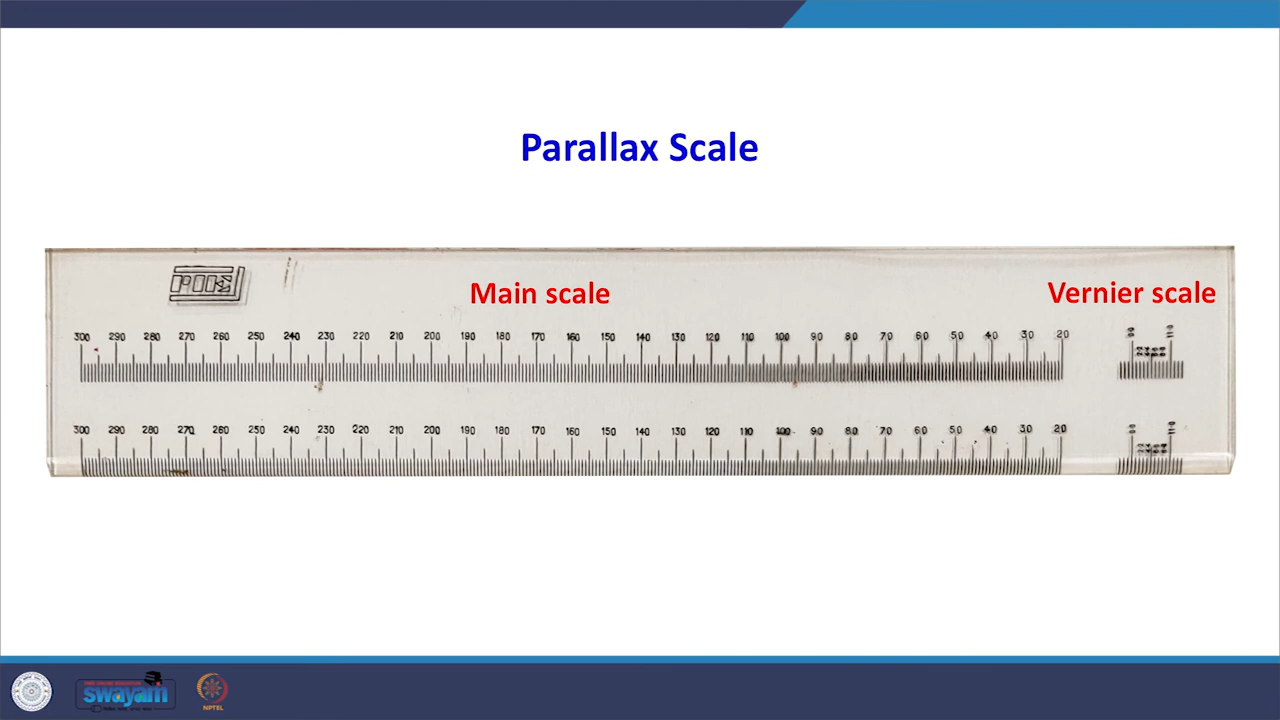 Parallax Scale
Main scale
Vernier scale
300 290 280 270 260 250 240 230 220 210 200 190 180 170 160 150 140 130 120 110 100 90 80 70 60 50 40 30 20
300 290 280 270 260 250 240 230 220 210 200 190 180 170 160 150 140 130 120 110 100 90 80 70 60 50 40 30 20
swayam
NPTEL